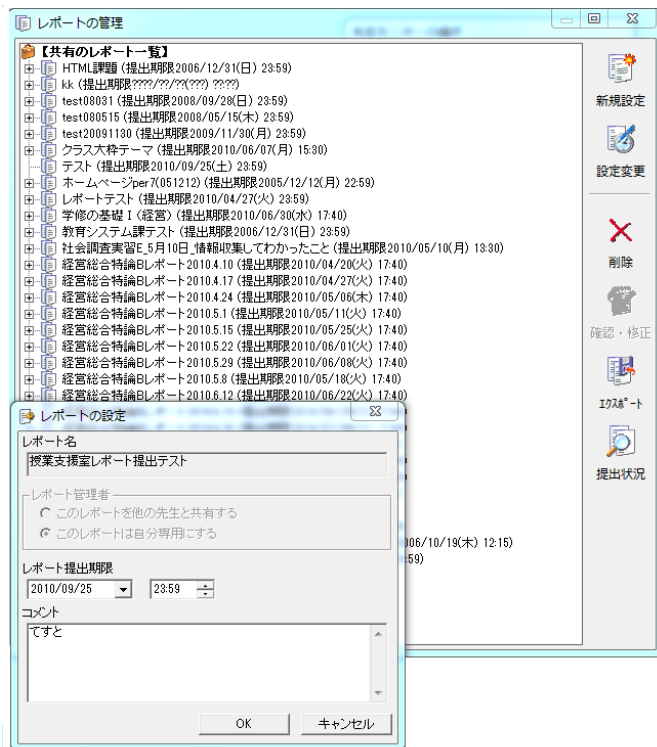 レポートの管理
【共有のレポート一覧】
HTML課題 (提出期限2006/12/31(日) 23:59)
kk (提出期限????/??/??(???) ??:??)
test08031 (提出期限2008/09/28(日) 23:59)
test080515 (提出期限2008/05/15(木) 23:59)
test20091130 (提出期限2009/11/30(月) 23:59)
クラス大枠テーマ (提出期限2010/06/07(月) 15:30)
テスト (提出期限2010/09/25(土) 23:59)
ホームページper7(051212) (提出期限2005/12/12(月) 22:59)
レポートテスト (提出期限2010/04/27(火) 23:59)
学修の基礎Ⅰ(経営) (提出期限2010/06/30(水) 17:40)
教育システム課テスト (提出期限2006/12/31(日) 23:59)
社会調査実習E_5月10日_情報収集してわかったこと (提出期限2010/05/10(月) 13:30)
経営総合特論Bレポート2010.4.10 (提出期限2010/04/20(火) 17:40)
経営総合特論Bレポート2010.4.17 (提出期限2010/04/27(火) 17:40)
経営総合特論Bレポート2010.4.24 (提出期限2010/05/06(木) 17:40)
経営総合特論Bレポート2010.5.1 (提出期限2010/05/11(火) 17:40)
経営総合特論Bレポート2010.5.15 (提出期限2010/05/25(火) 17:40)
経営総合特論Bレポート2010.5.22 (提出期限2010/06/01(火) 17:40)
経営総合特論Bレポート2010.5.29 (提出期限2010/06/08(火) 17:40)
経営総合特論Bレポート2010.5.8 (提出期限2010/05/18(火) 17:40)
経営総合特論Bレポート2010.6.12 (提出期限2010/06/22(火) 17:40)
006/10/19(木) 12:15)
:59)
新規設定
設定変更
削除
確認・修正
ｴｸｽﾎﾟｰﾄ
提出状況
レポートの設定
レポート名
授業支援室レポート提出テスト
レポート管理者
このレポートを他の先生と共有する
このレポートは自分専用にする
レポート提出期限
2010/09/25 23:59
コメント
てすと
OK キャンセル